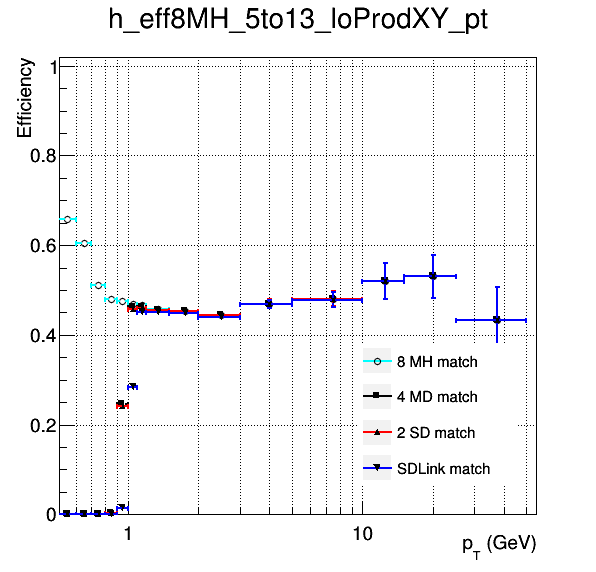 h_eff8MH_5to13_loProdXY_pt
Efficiency
1
0.8
0.6
0.4
0.2
0
8 MH match
4 MD match
2 SD match
SDLink match
1 10
p_T (GeV)